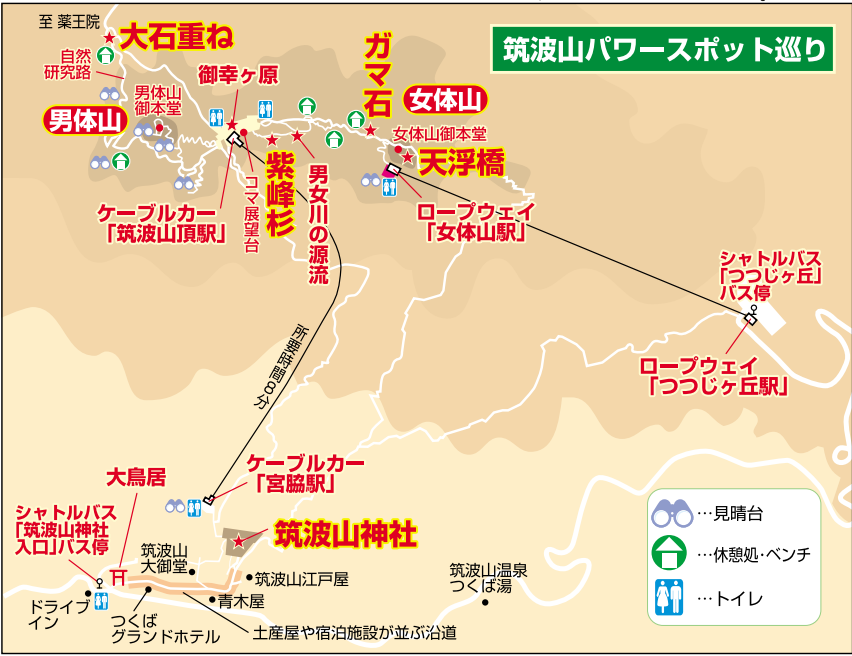 筑波山パワースポット巡り
至 薬王院
大石重ね
自然
研究路
御幸ヶ原
ガマ石
女体山
男体山
御本堂
男体山
女体山御本堂
天浮橋
紫峰杉
コマ展望台
男女川の源流
ケーブルカー
「筑波山頂駅」
ロープウェイ
「女体山駅」
シャトルバス
「つつじヶ丘」
バス停
ロープウェイ
「つつじヶ丘駅」
所要時間8分
ケーブルカー
「宮脇駅」
大鳥居
シャトルバス
「筑波山神社
入口」バス停
筑波山神社
筑波山
大御堂
筑波山江戸屋
青木屋
ドライブ
イン
つくば
グランドホテル
土産屋や宿泊施設が並ぶ沿道
筑波山温泉
つくば湯
…見晴台
…休憩処・ベンチ
…トイレ